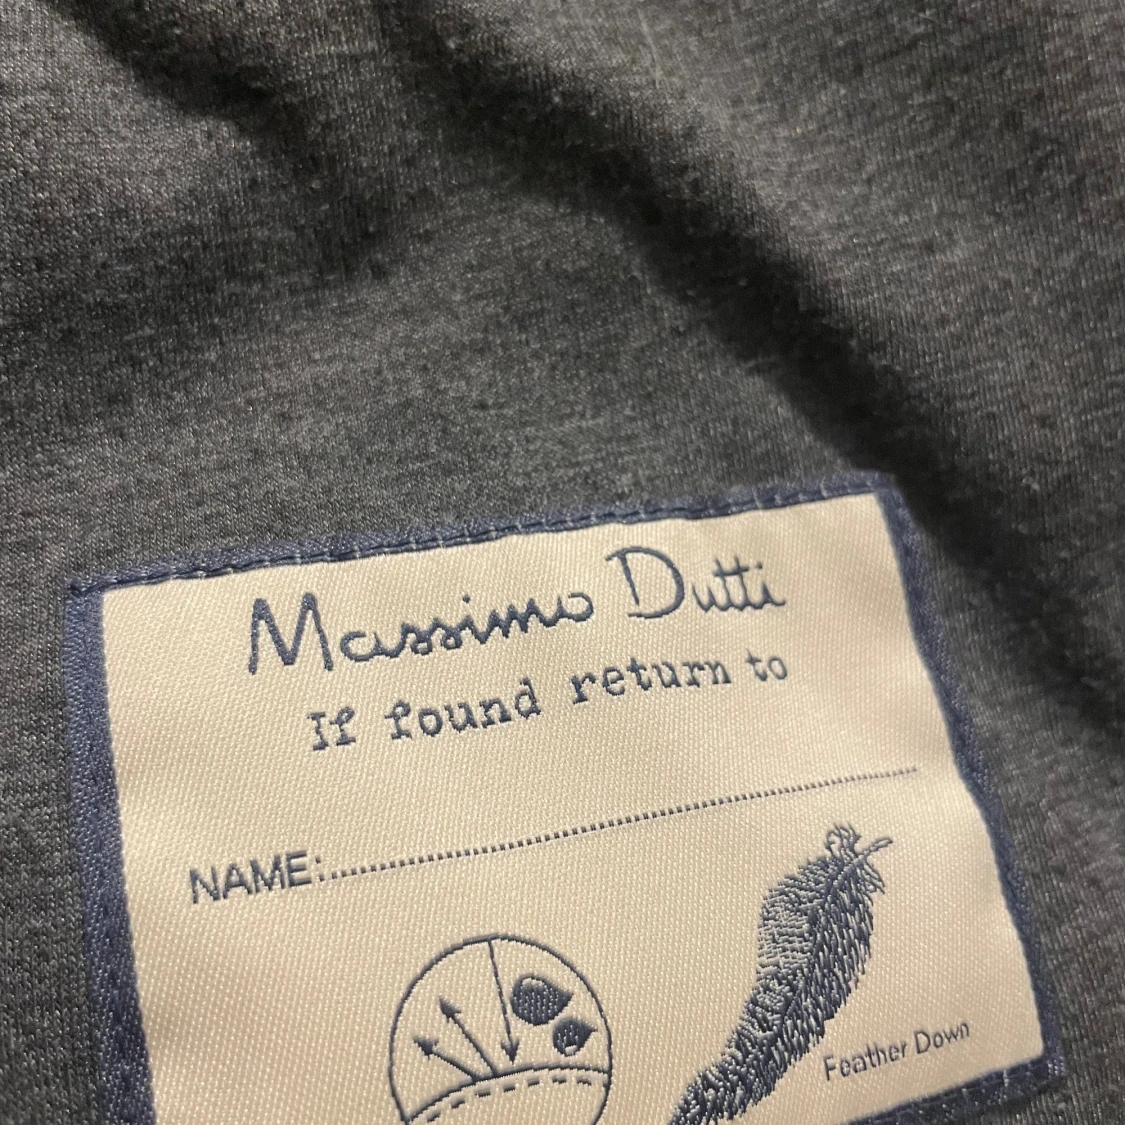 Massimo Dutti
If found return to
NAME:................................................
Feather Down